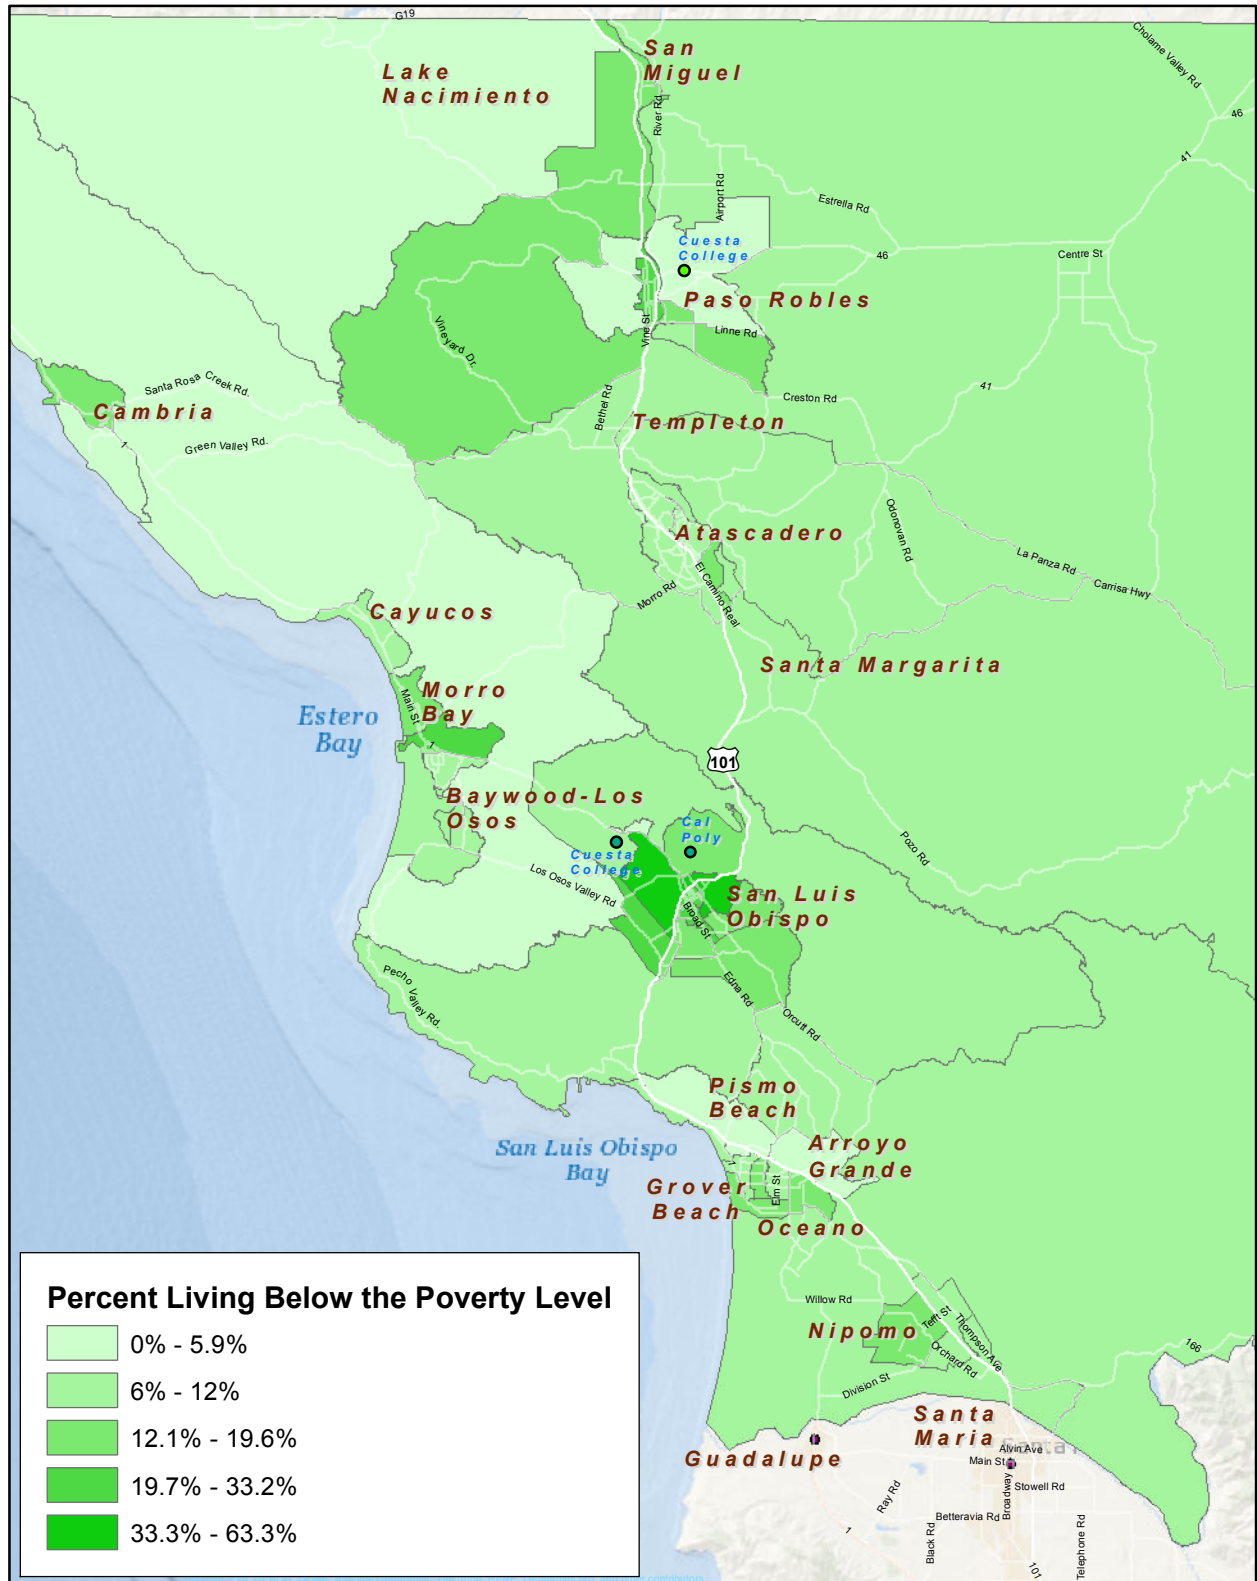 G19
San
Miguel
Cholame Valley Rd
Lake
Nacimiento
River Rd
46
41
Airport Rd
Estrella Rd
Cuesta
College
46
Centre St
Paso Robles
Vine St
Linne Rd
Vineyard Dr.
Santa Rosa Creek Rd.
Cambria
1
Green Valley Rd.
Bethel Rd
Creston Rd
41
Templeton
Atascadero
Odonovan Rd
La Panza Rd
Carrisa Hwy
El Camino Real
Morro Rd
Cayucos
Santa Margarita
Morro
Bay
Main St
1
Estero
Bay
101
Baywood-Los
Osos
Cal
Poly
Cuesta
College
Los Osos Valley Rd
Pozo Rd
San Luis
Obispo
Broad St
Edna Rd
Orcutt Rd
Pecho Valley Rd.
Pismo
Beach
San Luis Obispo
Bay
Arroyo
Grande
1
Elm St
Grover
Beach
Oceano
Willow Rd
Nipomo
Tefft St
Thompson Ave
Orchard Rd
Division St
166
Santa
Maria
Guadalupe
Alvin Ave
Main St
Broadway
Stowell Rd
Ray Rd
Betteravia Rd
Black Rd
Telephone Rd
1
101
Percent Living Below the Poverty Level
0% - 5.9%
6% - 12%
12.1% - 19.6%
19.7% - 33.2%
33.3% - 63.3%